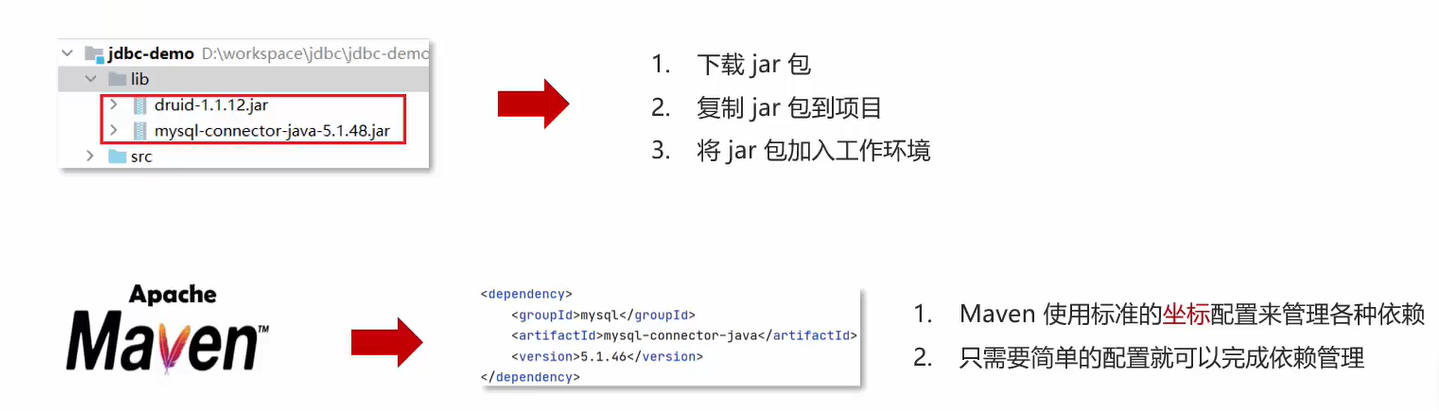 jdbc-demo D:\workspace\jdbc\jdbc-demo
lib
druid-1.1.12.jar
mysql-connector-java-5.1.48.jar
src
1. 下载 jar 包
2. 复制 jar 包到项目
3. 将 jar 包加入工作环境
Apache
Maven™
<dependency>
<groupId>mysql</groupId>
<artifactId>mysql-connector-java</artifactId>
<version>5.1.46</version>
</dependency>
1. Maven 使用标准的坐标配置来管理各种依赖
2. 只需要简单的配置就可以完成依赖管理